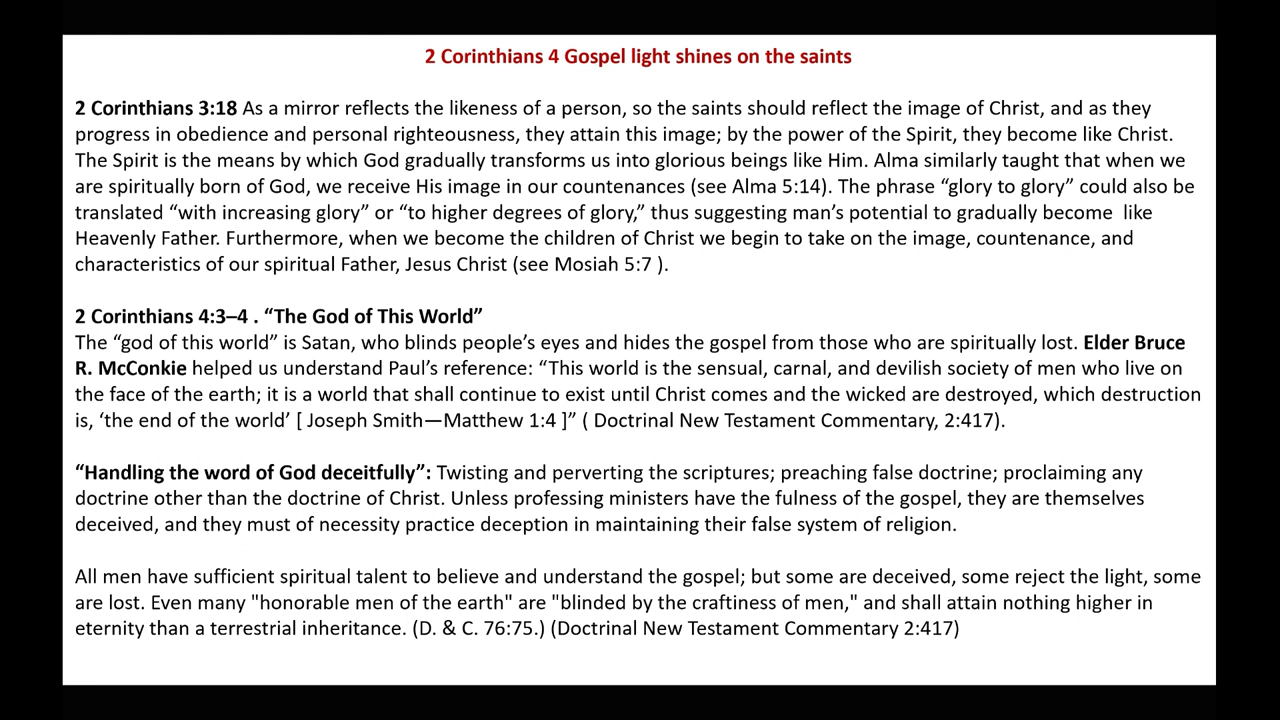 2 Corinthians 4 Gospel light shines on the saints
2 Corinthians 3:18 As a mirror reflects the likeness of a person, so the saints should reflect the image of Christ, and as they
progress in obedience and personal righteousness, they attain this image; by the power of the Spirit, they become like Christ.
The Spirit is the means by which God gradually transforms us into glorious beings like Him. Alma similarly taught that when we
are spiritually born of God, we receive His image in our countenances (see Alma 5:14). The phrase “glory to glory” could also be
translated “with increasing glory” or “to higher degrees of glory,” thus suggesting man’s potential to gradually become  like
Heavenly Father. Furthermore, when we become the children of Christ we begin to take on the image, countenance, and
characteristics of our spiritual Father, Jesus Christ (see Mosiah 5:7 ).
2 Corinthians 4:3–4 . “The God of This World”
The “god of this world” is Satan, who blinds people’s eyes and hides the gospel from those who are spiritually lost. Elder Bruce
R. McConkie helped us understand Paul’s reference: “This world is the sensual, carnal, and devilish society of men who live on
the face of the earth; it is a world that shall continue to exist until Christ comes and the wicked are destroyed, which destruction
is, ‘the end of the world’ [ Joseph Smith—Matthew 1:4 ]” ( Doctrinal New Testament Commentary, 2:417).
“Handling the word of God deceitfully”: Twisting and perverting the scriptures; preaching false doctrine; proclaiming any
doctrine other than the doctrine of Christ. Unless professing ministers have the fulness of the gospel, they are themselves
deceived, and they must of necessity practice deception in maintaining their false system of religion.
All men have sufficient spiritual talent to believe and understand the gospel; but some are deceived, some reject the light, some
are lost. Even many "honorable men of the earth" are "blinded by the craftiness of men," and shall attain nothing higher in
eternity than a terrestrial inheritance. (D. & C. 76:75.) (Doctrinal New Testament Commentary 2:417)